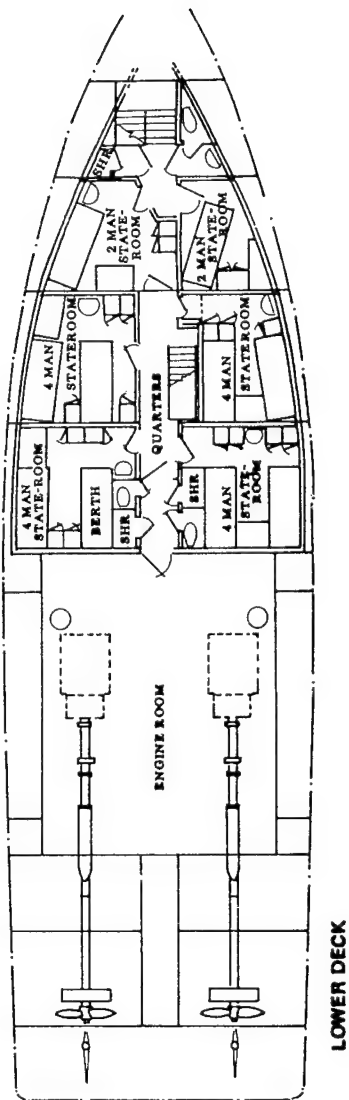 SHR
2 MAN
STATE-
ROOM
2 MAN
STATE-
ROOM
4 MAN
STATEROOM
4 MAN
STATEROOM
QUARTERS
4 MAN
STATE-ROOM
BERTH
SHR
SHR
4 MAN
STATE-
ROOM
ENGINE ROOM
LOWER DECK